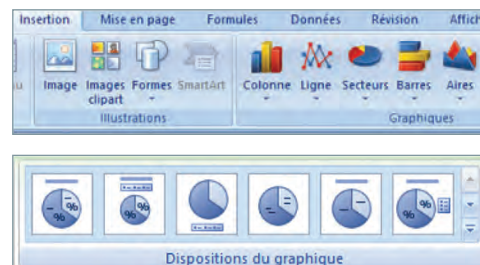 Insertion Mise en page Formules Données Révision Affich
Image Images clipart Formes SmartArt Colonne Ligne Secteurs Barres Aires
Illustrations Graphiques
% %
% %
% %
Dispositions du graphique